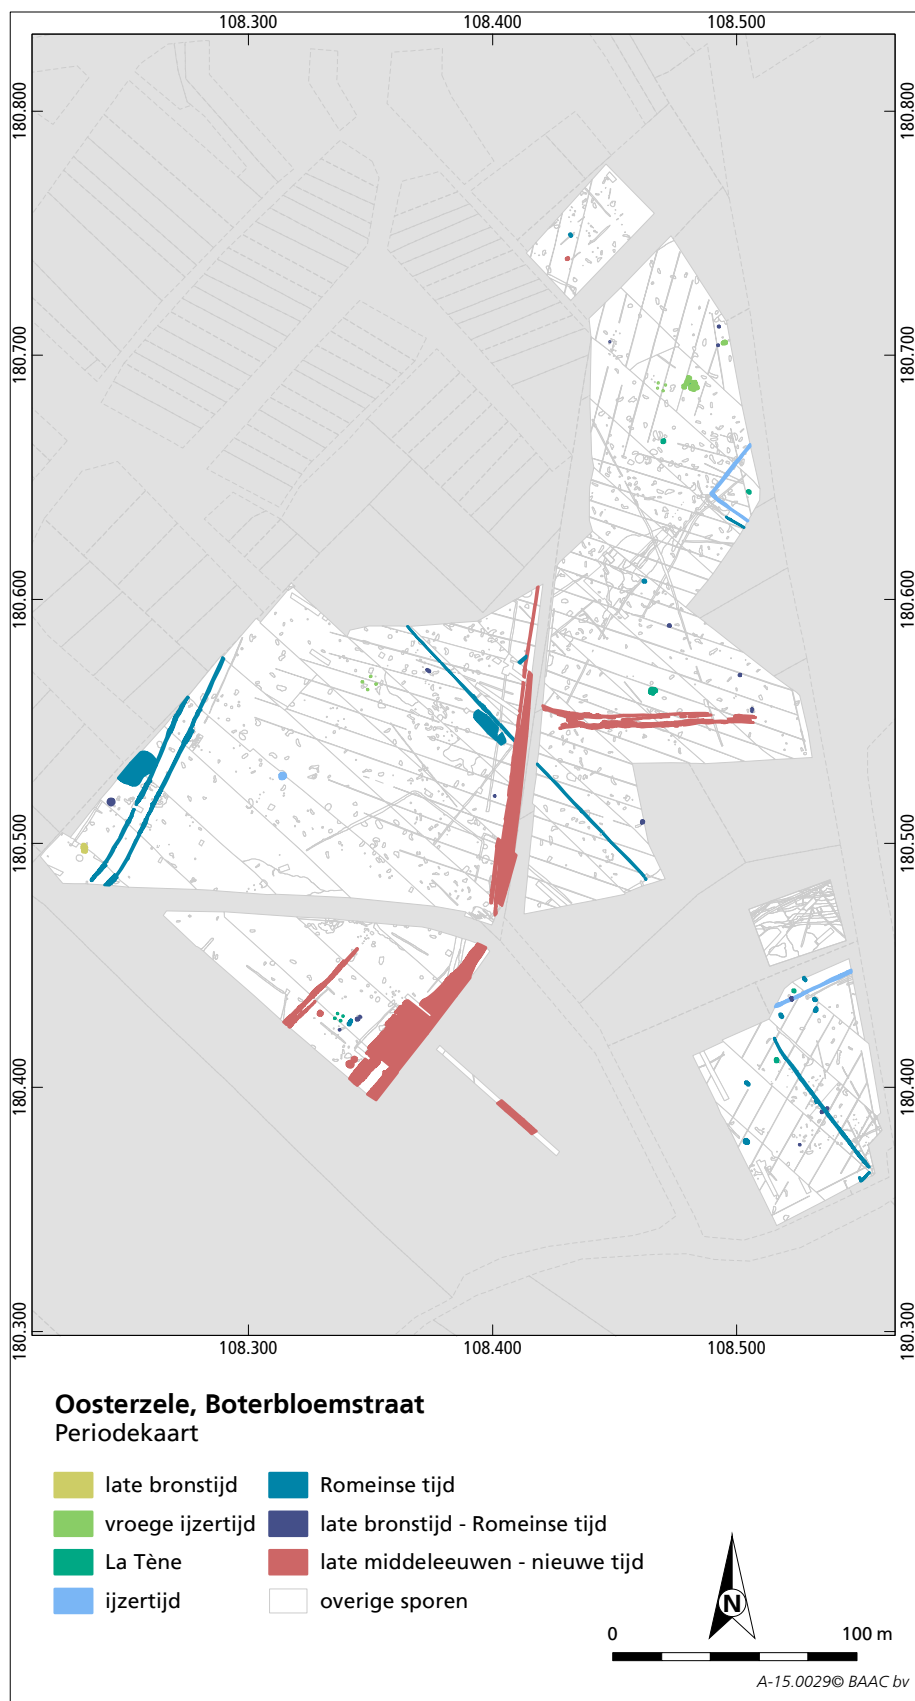 108.300 108.400 108.500
180.800 180.800
180.700 180.700
180.600 180.600
180.500 180.500
180.400 180.400
180.300 180.300
108.300 108.400 108.500
Oosterzele, Boterbloemstraat
Periodekaart
late bronstijd Romeinse tijd
vroege ijzertijd late bronstijd - Romeinse tijd
La Tène late middeleeuwen - nieuwe tijd
ijzertijd overige sporen
N
0 100 m
A-15.0029© BAAC bv